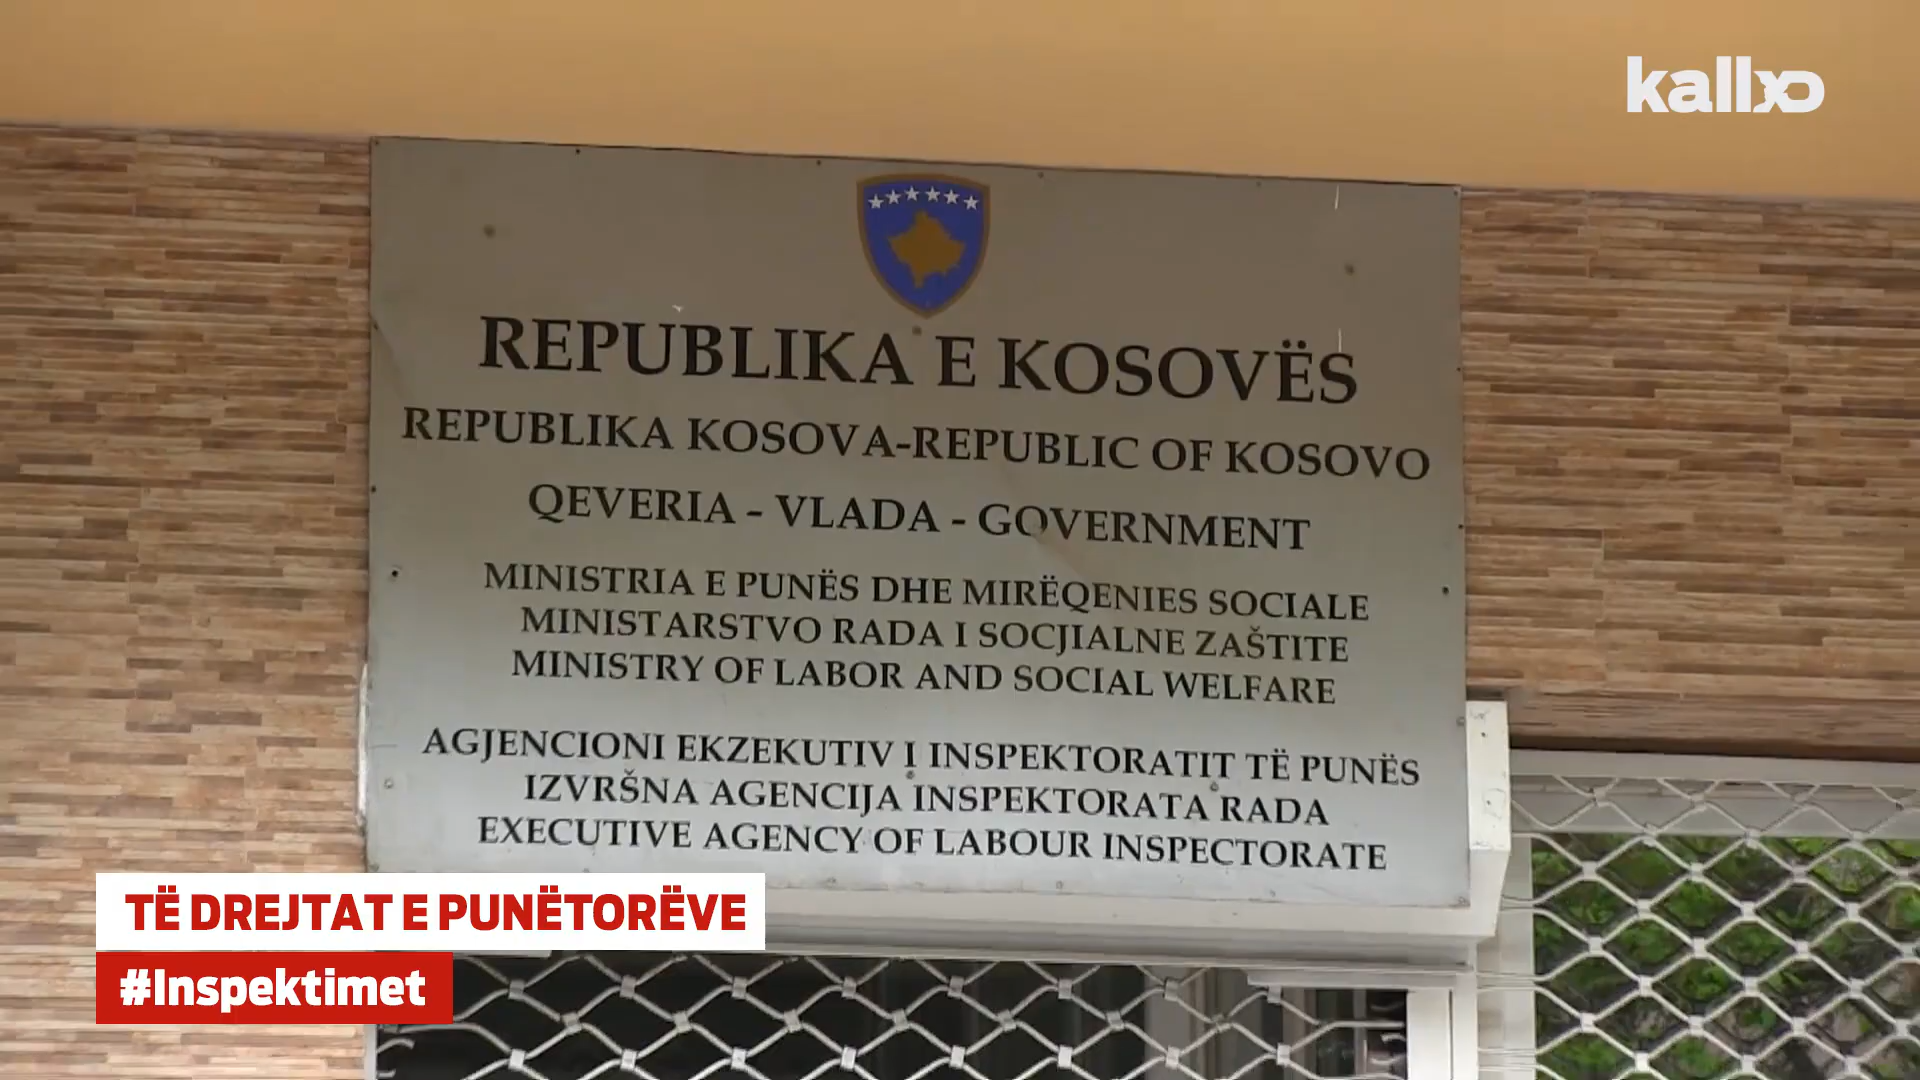 kallxo
REPUBLIKA E KOSOVËS
REPUBLIKA KOSOVA-REPUBLIC OF KOSOVO
QEVERIA - VLADA - GOVERNMENT
MINISTRIA E PUNËS DHE MIRËQENIES SOCIALE
MINISTARSTVO RADA I SOCJIALNE ZAŠTITE
MINISTRY OF LABOR AND SOCIAL WELFARE
AGJENCIONI EKZEKUTIV I INSPEKTORATIT TË PUNËS
IZVRŠNA AGENCIJA INSPEKTORATA RADA
EXECUTIVE AGENCY OF LABOUR INSPECTORATE
TË DREJTAT E PUNËTORËVE
#Inspektimet